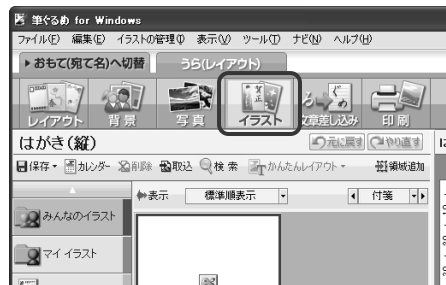 筆ぐるめ for Windows
ファイル(F) 編集(E) イラストの管理(I) 表示(V) ツール(T) ナビ(N) ヘルプ(H)
▶おもて(宛て名)へ切替 うら(レイアウト)
レイアウト 背景 写真 イラスト 文章差し込み 印刷
はがき(縦) 元に戻す やり直す
保存 カレンダー 削除 取込 検索 かんたんレイアウト 領域追加
表示 標準順表示 付箋
みんなのイラスト
マイ イラスト